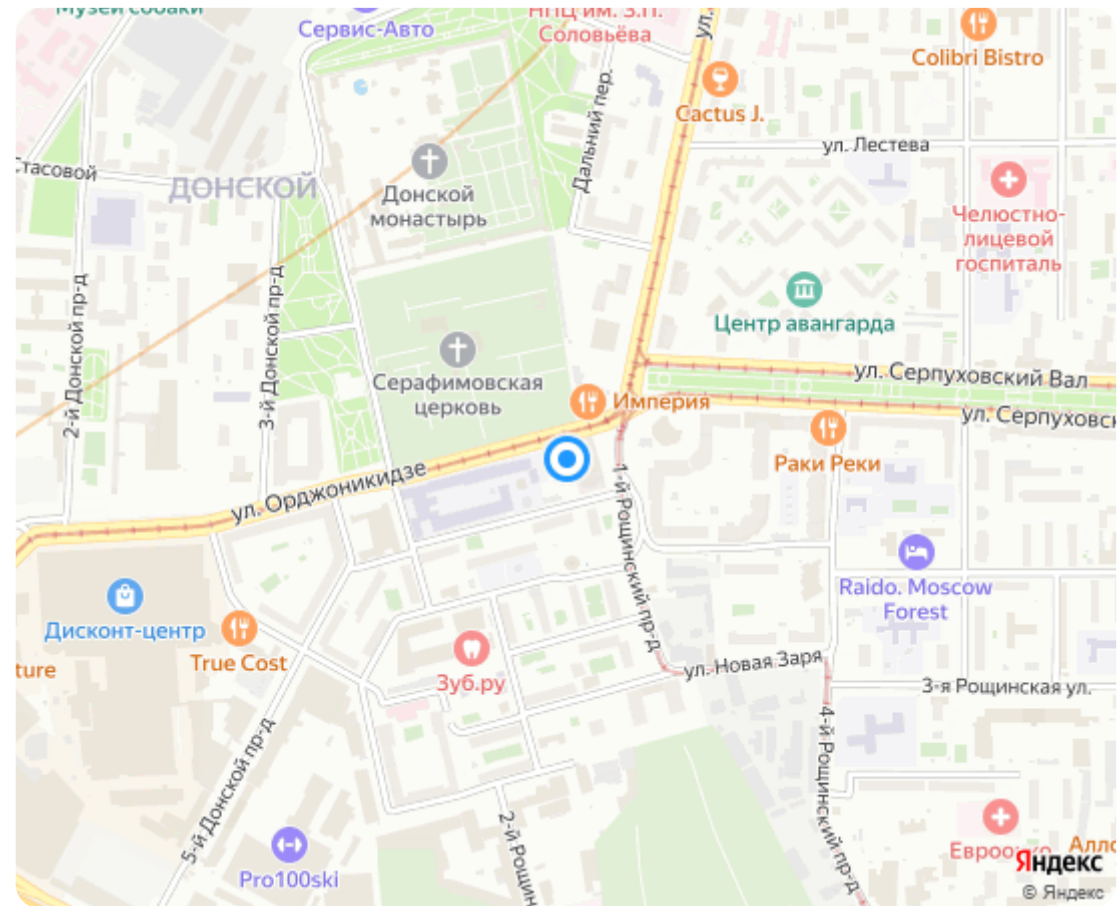 Музей собаки
Сервис-Авто
НПЦ им. З.П.
Соловьёва
ул.
Colibri Bistro
Cactus J.
Дальний пер.
ул. Лестева
Стасовой
ДОНСКОЙ
Донской
монастырь
Челюстно-
лицевой
госпиталь
2-й Донской пр-д
3-й Донской пр-д
Центр авангарда
Серафимовская
церковь
ул. Серпуховский Вал
Империя
ул. Серпуховск
Раки Реки
ул. Орджоникидзе
1-й Рощинский пр-д
Raido. Moscow
Forest
Дисконт-центр
True Cost
ture
Зуб.ру
ул. Новая Заря
3-я Рощинская ул.
5-й Донской пр-д
4-й Рощинский пр-д
2-й Рощин
Pro100ski
Яндекс
© Яндекс